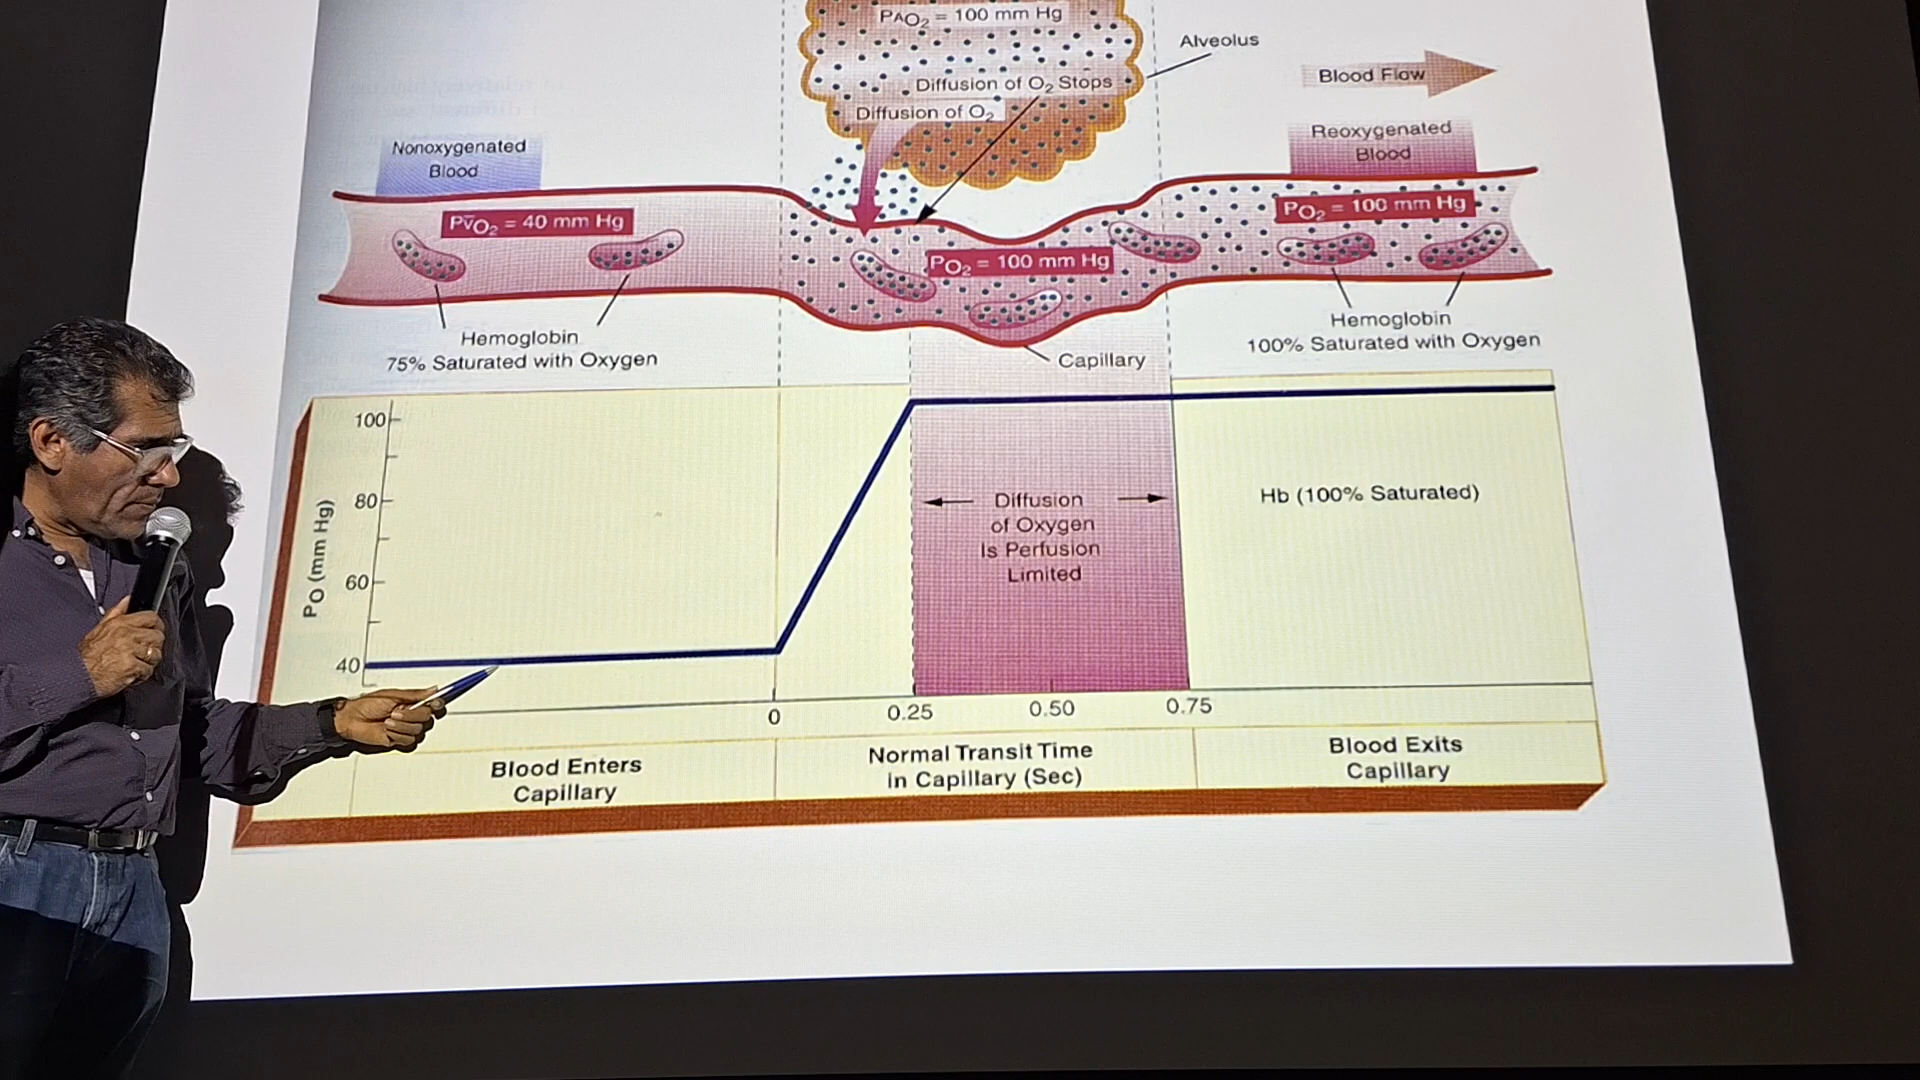 PAO2 = 100 mm Hg
Alveolus
Blood Flow
Diffusion of O2 Stops
Diffusion of O2
Nonoxygenated
Blood
Reoxygenated
Blood
Pv̄O2 = 40 mm Hg
PO2 = 100 mm Hg
PO2 = 100 mm Hg
Hemoglobin
75% Saturated with Oxygen
Capillary
Hemoglobin
100% Saturated with Oxygen
PO (mm Hg)
100
80
60
40
Diffusion
of Oxygen
Is Perfusion
Limited
Hb (100% Saturated)
0
0.25
0.50
0.75
Blood Enters
Capillary
Normal Transit Time
in Capillary (Sec)
Blood Exits
Capillary